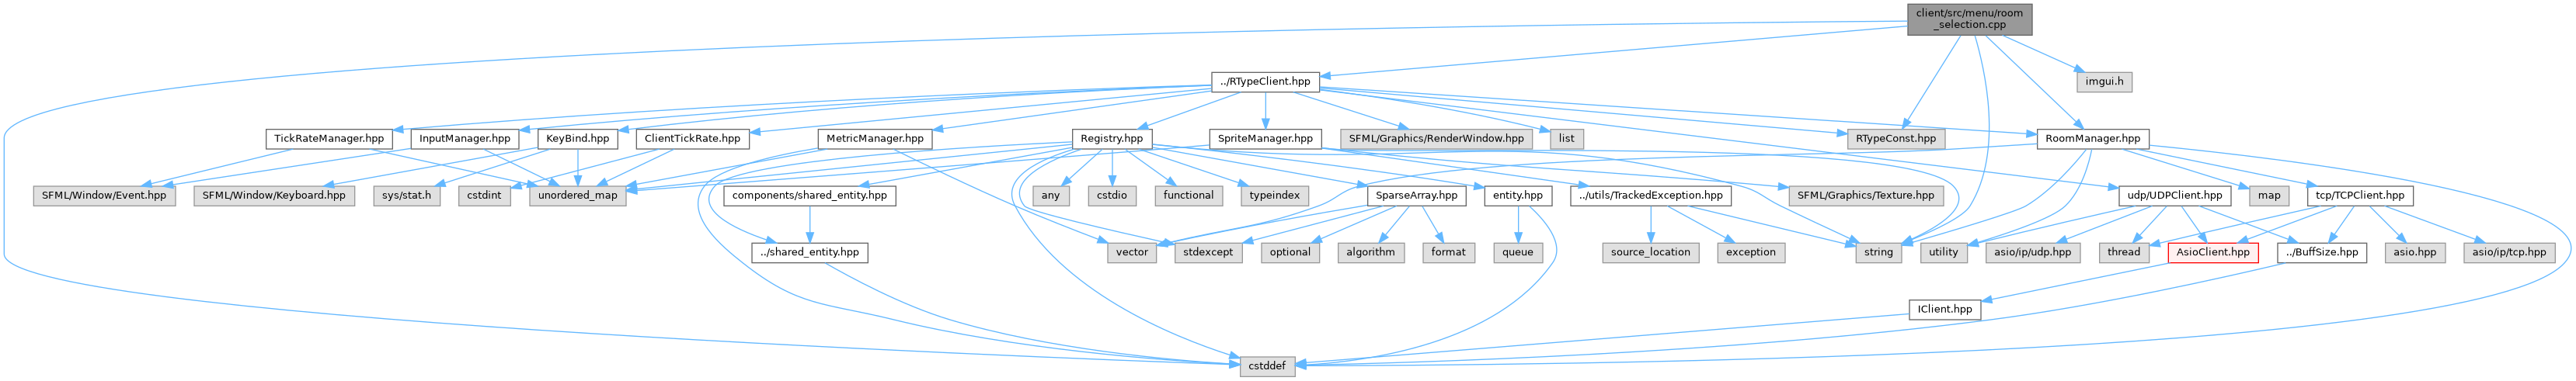 client/src/menu/room
_selection.cpp
../RTypeClient.hpp
imgui.h
TickRateManager.hpp
InputManager.hpp
KeyBind.hpp
ClientTickRate.hpp
MetricManager.hpp
Registry.hpp
SpriteManager.hpp
SFML/Graphics/RenderWindow.hpp
list
RTypeConst.hpp
RoomManager.hpp
SFML/Window/Event.hpp
SFML/Window/Keyboard.hpp
sys/stat.h
cstdint
unordered_map
components/shared_entity.hpp
any
cstdio
functional
typeindex
SparseArray.hpp
entity.hpp
../utils/TrackedException.hpp
SFML/Graphics/Texture.hpp
udp/UDPClient.hpp
map
tcp/TCPClient.hpp
../shared_entity.hpp
vector
stdexcept
optional
algorithm
format
queue
source_location
exception
string
utility
asio/ip/udp.hpp
thread
AsioClient.hpp
../BuffSize.hpp
asio.hpp
asio/ip/tcp.hpp
IClient.hpp
cstddef